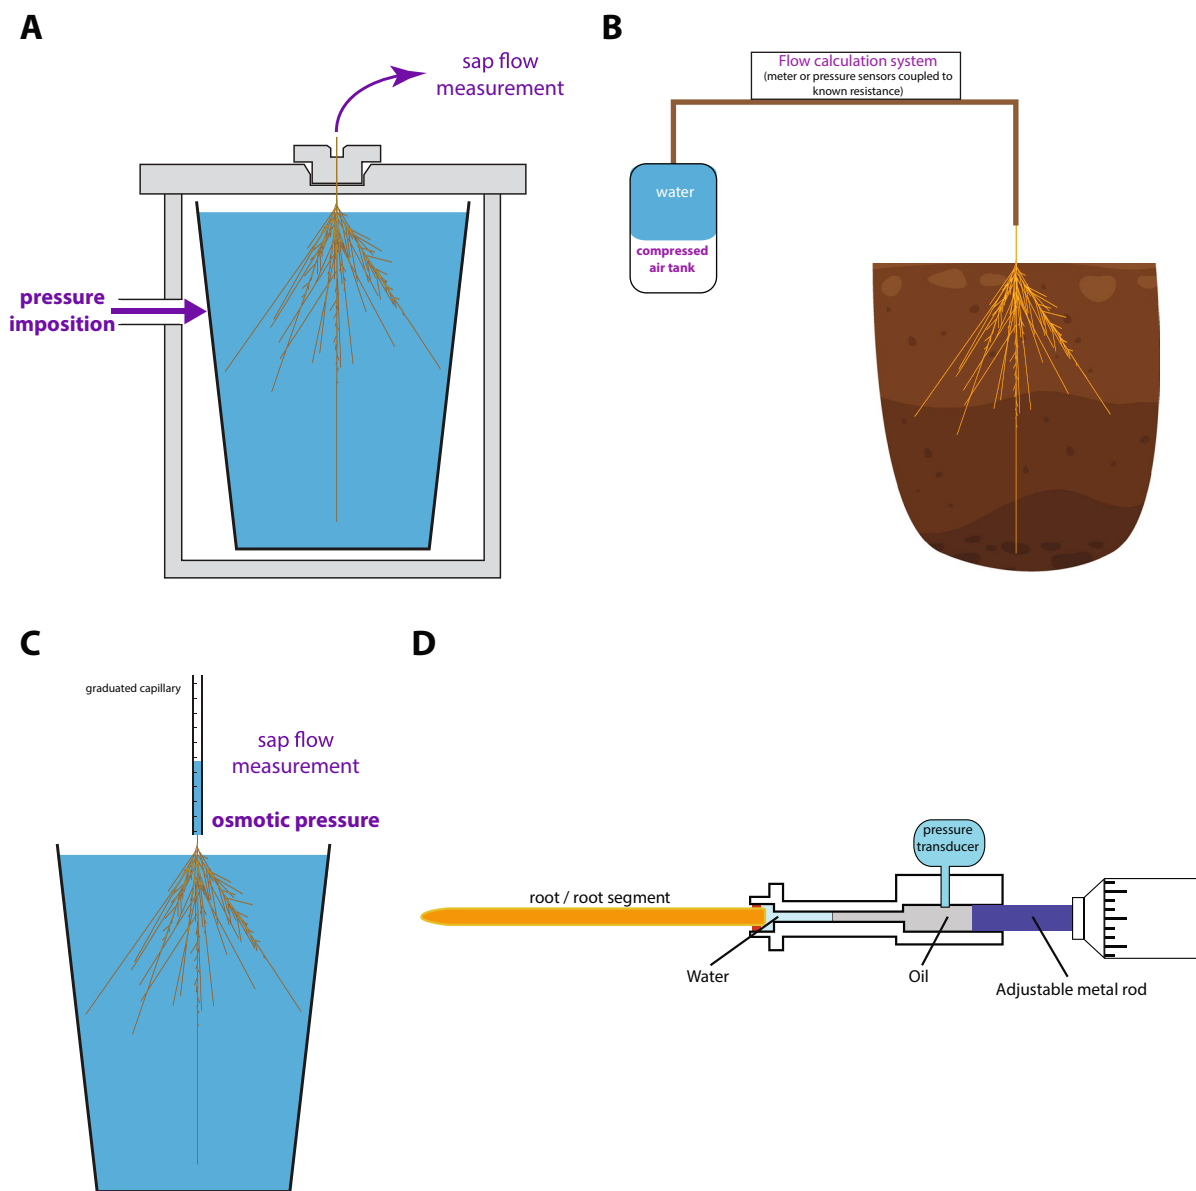 A
sap flow
measurement
pressure
imposition
B
Flow calculation system
(meter or pressure sensors coupled to
known resistance)
water
compressed
air tank
C
graduated capillary
sap flow
measurement
osmotic pressure
D
pressure
transducer
root / root segment
Water
Oil
Adjustable metal rod